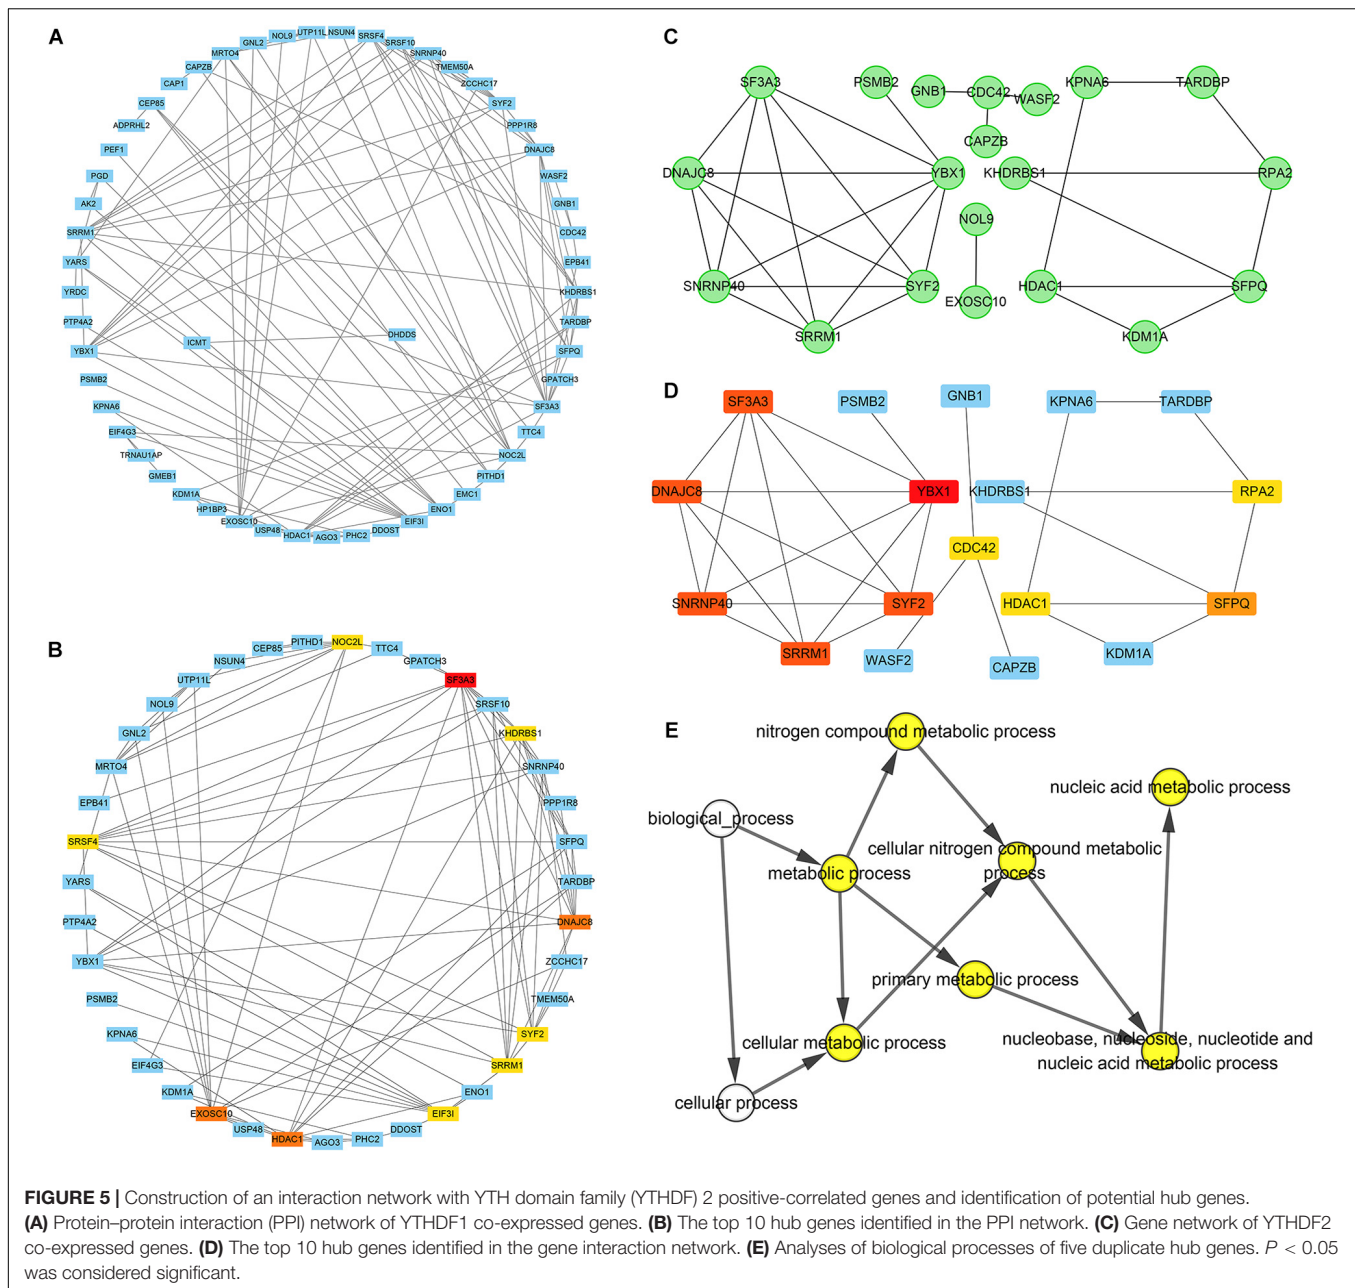 A
UTP11L
NSUN4
NOL9
SRSF4
GNL2
SRSF10
MRTO4
SNRNP40
CAPZB
TMEM50A
CAP1
ZCCHC17
CEP85
SYF2
ADPRHL2
PPP1R8
PEF1
DNAJC8
PGD
WASF2
AK2
GNB1
SRRM1
CDC42
YARS
EPB41
YRDC
KHDRBS1
PTP4A2
TARDBP
ICMT
DHDDS
YBX1
SFPQ
PSMB2
GPATCH3
KPNA6
SF3A3
EIF4G3
TTC4
TRNAU1AP
NOC2L
GMEB1
PITHD1
KDM1A
EMC1
HP1BP3
ENO1
EXOSC10
EIF3I
USP48
DDOST
HDAC1
AGO3
PHC2
B
PITHD1
NOC2L
CEP85
TTC4
NSUN4
GPATCH3
UTP11L
SF3A3
NOL9
SRSF10
GNL2
KHDRBS1
MRTO4
SNRNP40
EPB41
PPP1R8
SRSF4
SFPQ
YARS
TARDBP
PTP4A2
DNAJC8
YBX1
ZCCHC17
PSMB2
TMEM50A
KPNA6
SYF2
EIF4G3
SRRM1
KDM1A
ENO1
EXOSC10
EIF3I
USP48
DDOST
HDAC1
AGO3
PHC2
C
SF3A3
PSMB2
GNB1
CDC42
WASF2
KPNA6
TARDBP
CAPZB
DNAJC8
YBX1
KHDRBS1
RPA2
NOL9
SNRNP40
SYF2
EXOSC10
HDAC1
SFPQ
SRRM1
KDM1A
D
SF3A3
PSMB2
GNB1
KPNA6
TARDBP
DNAJC8
YBX1
KHDRBS1
RPA2
CDC42
SNRNP40
SYF2
HDAC1
SFPQ
SRRM1
WASF2
CAPZB
KDM1A
E
nitrogen compound metabolic process
nucleic acid metabolic process
biological_process
cellular nitrogen compound metabolic
process
metabolic process
primary metabolic process
cellular metabolic process
nucleobase, nucleoside, nucleotide and
nucleic acid metabolic process
cellular process
FIGURE 5 | Construction of an interaction network with YTH domain family (YTHDF) 2 positive-correlated genes and identification of potential hub genes.
(A) Protein–protein interaction (PPI) network of YTHDF1 co-expressed genes. (B) The top 10 hub genes identified in the PPI network. (C) Gene network of YTHDF2
co-expressed genes. (D) The top 10 hub genes identified in the gene interaction network. (E) Analyses of biological processes of five duplicate hub genes. P < 0.05
was considered significant.